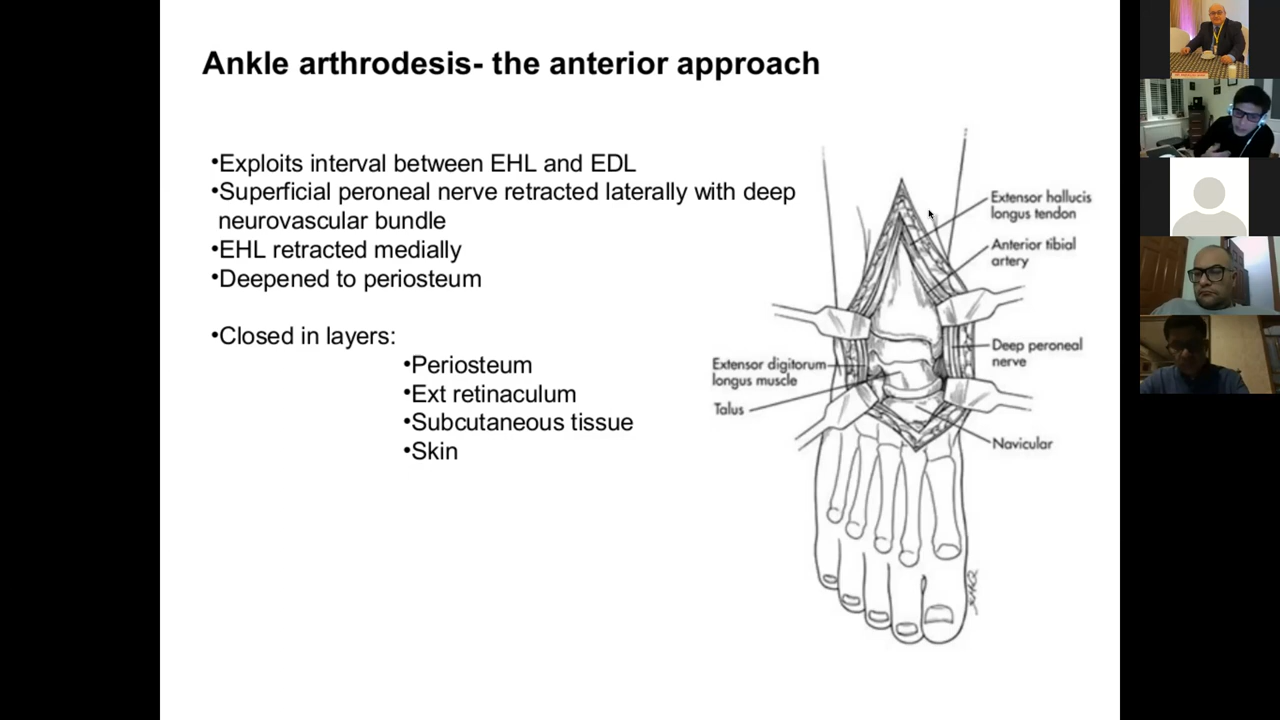 Ankle arthrodesis- the anterior approach
•Exploits interval between EHL and EDL
•Superficial peroneal nerve retracted laterally with deep
neurovascular bundle
•EHL retracted medially
•Deepened to periosteum
•Closed in layers:
•Periosteum
•Ext retinaculum
•Subcutaneous tissue
•Skin
Extensor hallucis
longus tendon
Anterior tibial
artery
Deep peroneal
nerve
Extensor digitorum
longus muscle
Talus
Navicular